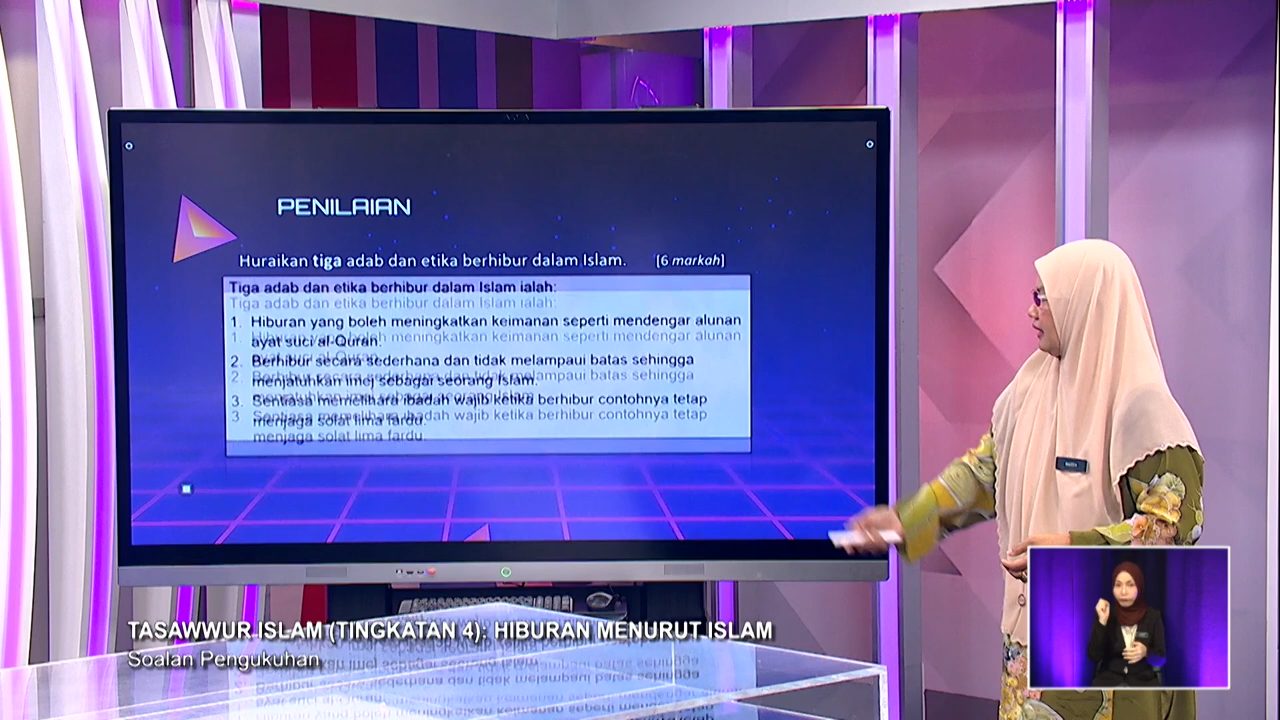 PENILAIAN
Huraikan tiga adab dan etika berhibur dalam Islam. [6 markah]
Tiga adab dan etika berhibur dalam Islam ialah:
1. Hiburan yang boleh meningkatkan keimanan seperti mendengar alunan
ayat suci al-Quran.
2. Berhibur secara sederhana dan tidak melampaui batas sehingga
menjatuhkan imej sebagai seorang Islam.
3. Sentiasa memelihara ibadah wajib ketika berhibur contohnya tetap
menjaga solat lima fardu.
TASAWWUR ISLAM (TINGKATAN 4): HIBURAN MENURUT ISLAM
Soalan Pengukuhan